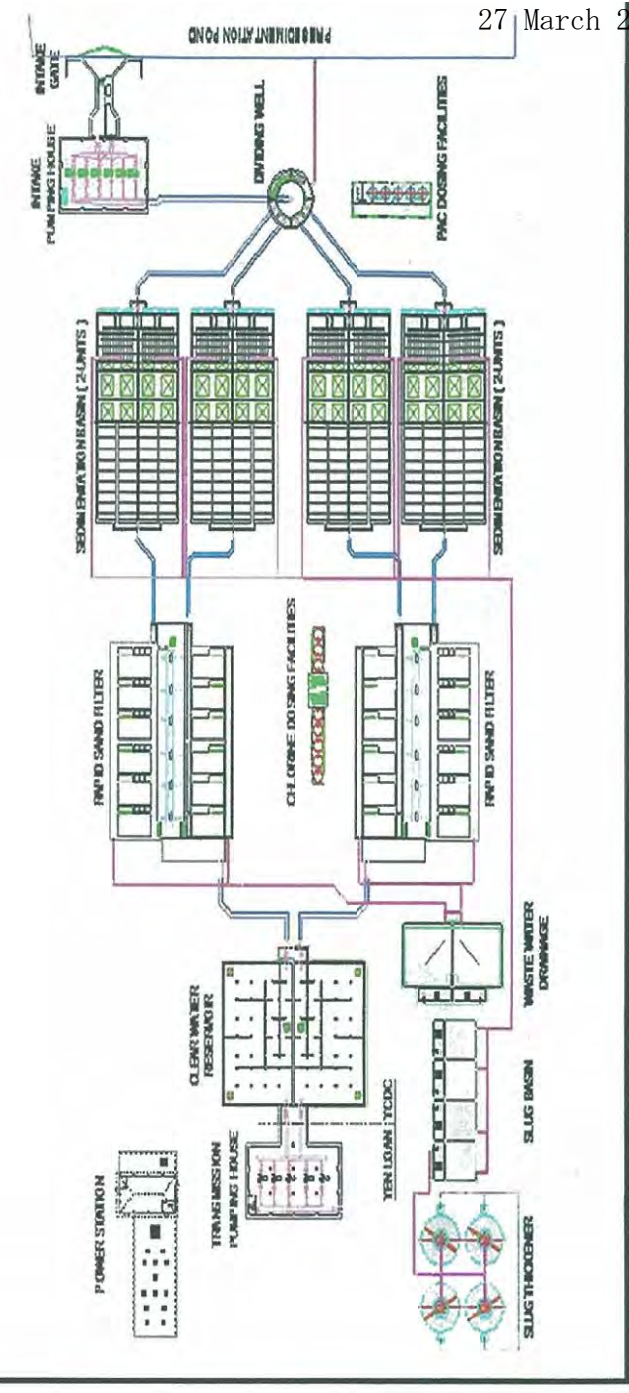 27 March 2
PRESEDIMENTATION POND
INTAKE
GATE
INTAKE
PUMPING HOUSE
DIVIDING WELL
PAC DOSING FACILITIES
SEDIMENTATION BASIN ( 2-UNITS )
SEDIMENTATION BASIN ( 2-UNITS )
RAPID SAND FILTER
CHLORINE DOSING FACILITIES
RAPID SAND FILTER
CLEAR WATER
RESERVOIR
WASTE WATER
DRAINAGE
YEN LOAN : TCDC
SLUG BASIN
TRANSMISSION
PUMPING HOUSE
POWER STATION
SLUG THICKENER